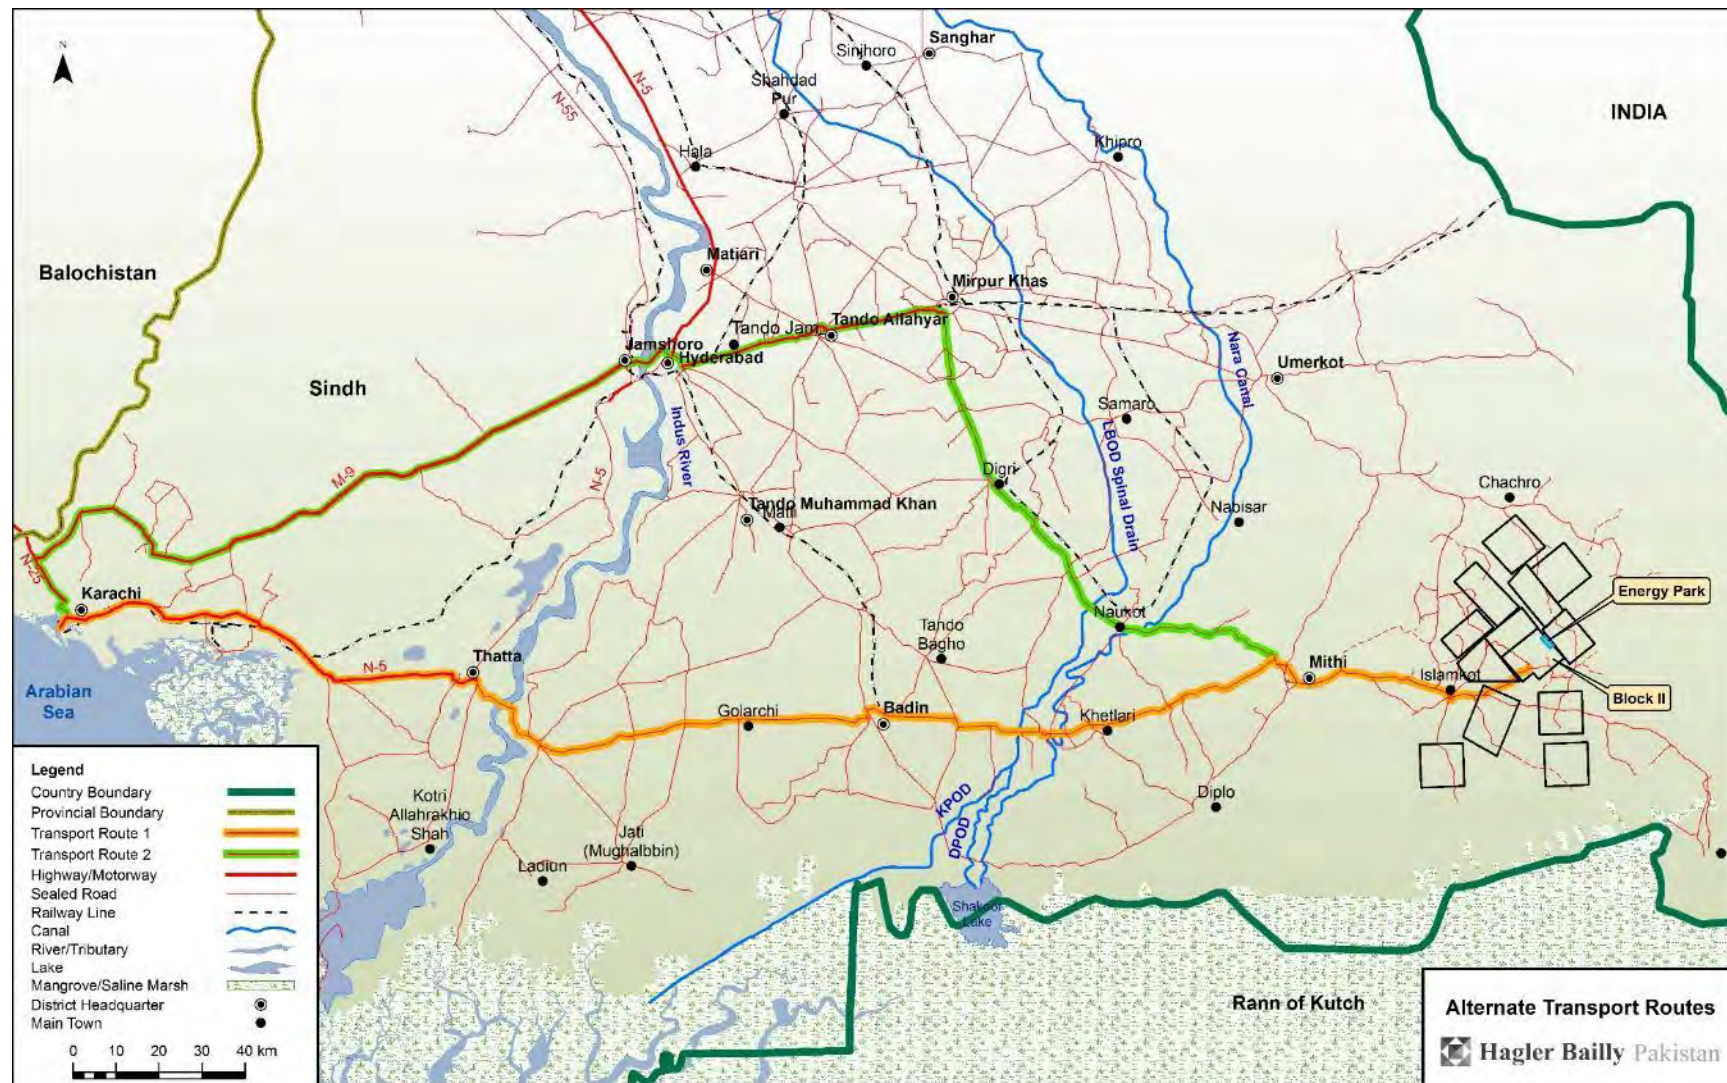 N
Sanghar
Sinjhoro
Shahdad
Pur
N-5
N-55
INDIA
Khipro
Hala
Matiari
Balochistan
Mirpur Khas
Tando Allahyar
Tando Jam
Jamshoro
Hyderabad
Nara Canal
Umerkot
Sindh
Samaro
Indus River
LBOD Spinal Drain
M-9
N-5
Digri
Chachro
Tando Muhammad Khan
Matli
Nabisar
N-25
Karachi
Energy Park
Naukot
Tando
Bagho
Thatta
N-5
Mithi
Islamkot
Block II
Arabian
Sea
Golarchi
Badin
Khetlari
Diplo
KPOD
DPOD
Kotri
Allahrakhio
Shah
Jati
(Mughalbbin)
Ladiun
Shakoor
Lake
Rann of Kutch
Legend
Country Boundary
Provincial Boundary
Transport Route 1
Transport Route 2
Highway/Motorway
Sealed Road
Railway Line
Canal
River/Tributary
Lake
Mangrove/Saline Marsh
District Headquarter
Main Town
0 10 20 30 40 km
Alternate Transport Routes
Hagler Bailly Pakistan